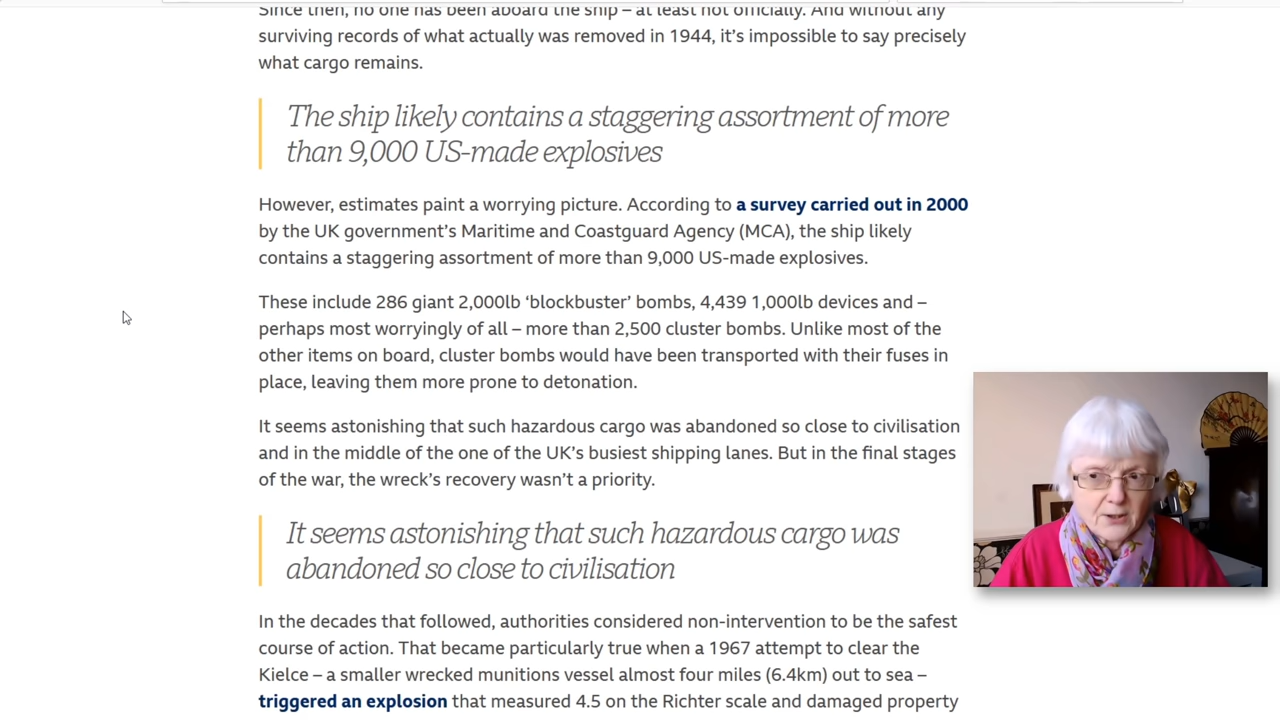 Since then, no one has been aboard the ship – at least not officially. And without any
surviving records of what actually was removed in 1944, it's impossible to say precisely
what cargo remains.
The ship likely contains a staggering assortment of more
than 9,000 US-made explosives
However, estimates paint a worrying picture. According to a survey carried out in 2000
by the UK government's Maritime and Coastguard Agency (MCA), the ship likely
contains a staggering assortment of more than 9,000 US-made explosives.
These include 286 giant 2,000lb 'blockbuster' bombs, 4,439 1,000lb devices and –
perhaps most worryingly of all – more than 2,500 cluster bombs. Unlike most of the
other items on board, cluster bombs would have been transported with their fuses in
place, leaving them more prone to detonation.
It seems astonishing that such hazardous cargo was abandoned so close to civilisation
and in the middle of the one of the UK's busiest shipping lanes. But in the final stages
of the war, the wreck's recovery wasn't a priority.
It seems astonishing that such hazardous cargo was
abandoned so close to civilisation
In the decades that followed, authorities considered non-intervention to be the safest
course of action. That became particularly true when a 1967 attempt to clear the
Kielce – a smaller wrecked munitions vessel almost four miles (6.4km) out to sea –
triggered an explosion that measured 4.5 on the Richter scale and damaged property